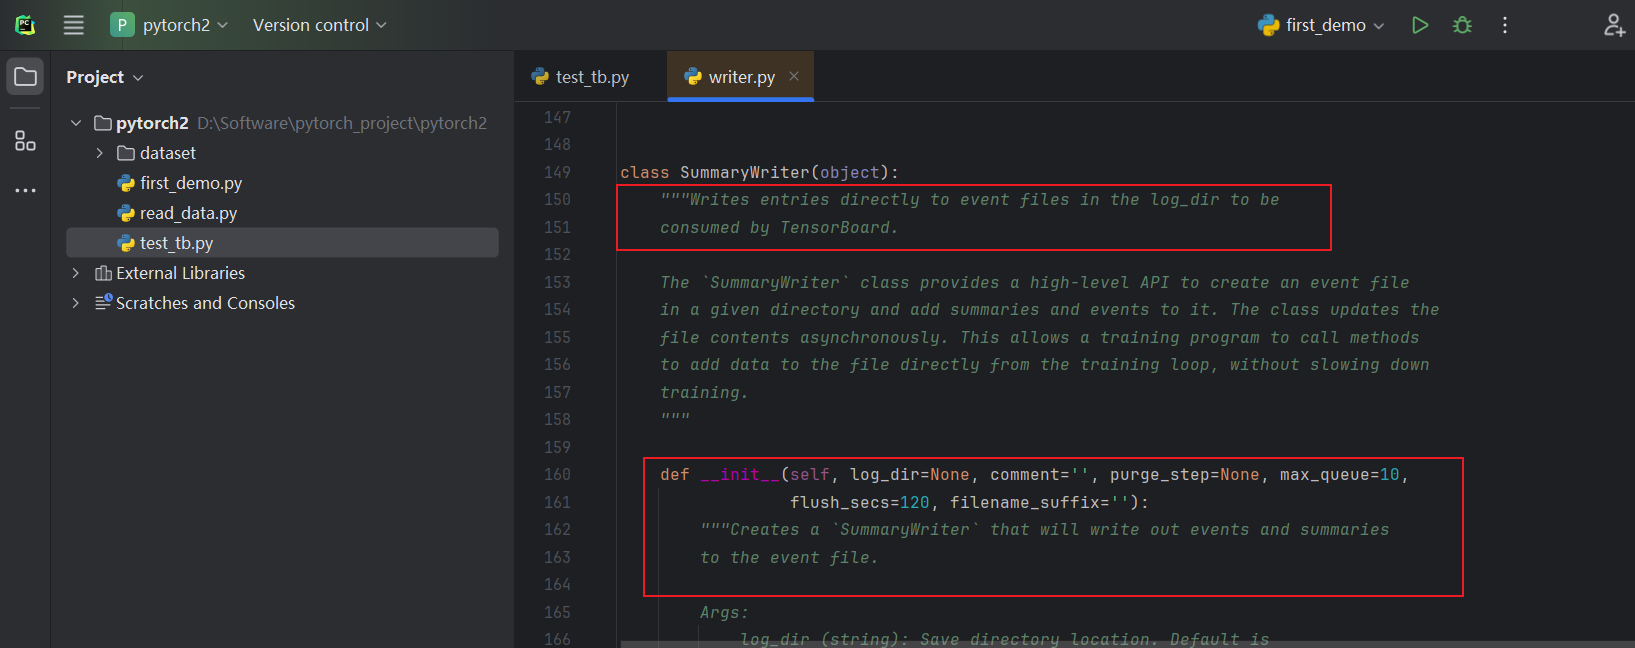 PC
P pytorch2 Version control first_demo
Project
test_tb.py writer.py
pytorch2 D:\Software\pytorch_project\pytorch2
dataset
first_demo.py
read_data.py
test_tb.py
External Libraries
Scratches and Consoles
147
148
149 class SummaryWriter(object):
150 """Writes entries directly to event files in the log_dir to be
151 consumed by TensorBoard.
152
153 The `SummaryWriter` class provides a high-level API to create an event file
154 in a given directory and add summaries and events to it. The class updates the
155 file contents asynchronously. This allows a training program to call methods
156 to add data to the file directly from the training loop, without slowing down
157 training.
158 """
159
160 def __init__(self, log_dir=None, comment='', purge_step=None, max_queue=10,
161 flush_secs=120, filename_suffix=''):
162 """Creates a `SummaryWriter` that will write out events and summaries
163 to the event file.
164
165 Args:
166 log_dir (string): Save directory location. Default is